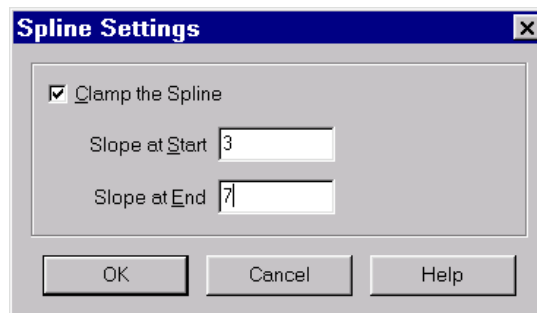 Spline Settings
Clamp the Spline
Slope at Start 3
Slope at End 7
OK Cancel Help